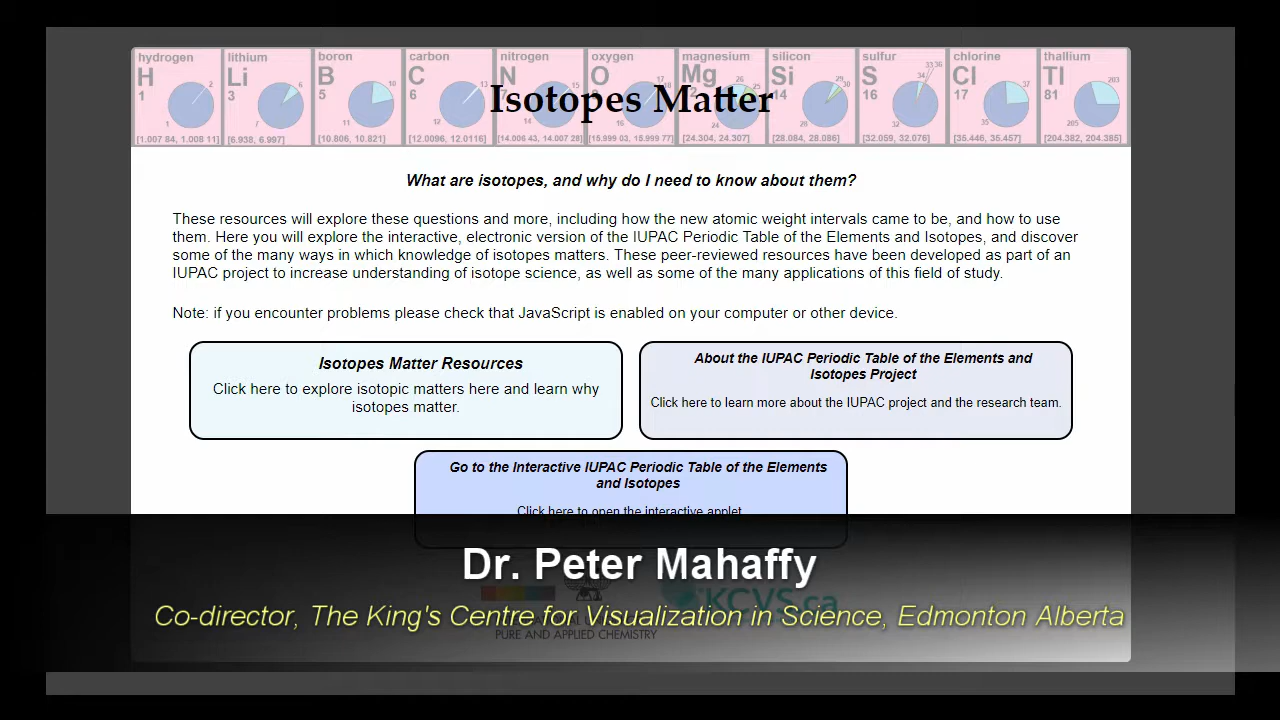 hydrogen lithium boron carbon nitrogen oxygen magnesium silicon sulfur chlorine thallium
H Li B C N O Mg Si S Cl Tl
1 3 5 6 7 14 16 17 81
Isotopes Matter
[1.007 84, 1.008 11] [6.938, 6.997] [10.806, 10.821] [12.0096, 12.0116] [14.006 43, 14.007 28] [15.999 03, 15.999 77] [24.304, 24.307] [28.084, 28.086] [32.059, 32.076] [35.446, 35.457] [204.382, 204.385]
What are isotopes, and why do I need to know about them?
These resources will explore these questions and more, including how the new atomic weight intervals came to be, and how to use
them. Here you will explore the interactive, electronic version of the IUPAC Periodic Table of the Elements and Isotopes, and discover
some of the many ways in which knowledge of isotopes matters. These peer-reviewed resources have been developed as part of an
IUPAC project to increase understanding of isotope science, as well as some of the many applications of this field of study.
Note: if you encounter problems please check that JavaScript is enabled on your computer or other device.
Isotopes Matter Resources
Click here to explore isotopic matters here and learn why
isotopes matter.
About the IUPAC Periodic Table of the Elements and
Isotopes Project
Click here to learn more about the IUPAC project and the research team.
Go to the Interactive IUPAC Periodic Table of the Elements
and Isotopes
Click here to open the interactive applet
Dr. Peter Mahaffy
KCVS.ca
Co-director, The King's Centre for Visualization in Science, Edmonton Alberta
PURE AND APPLIED CHEMISTRY